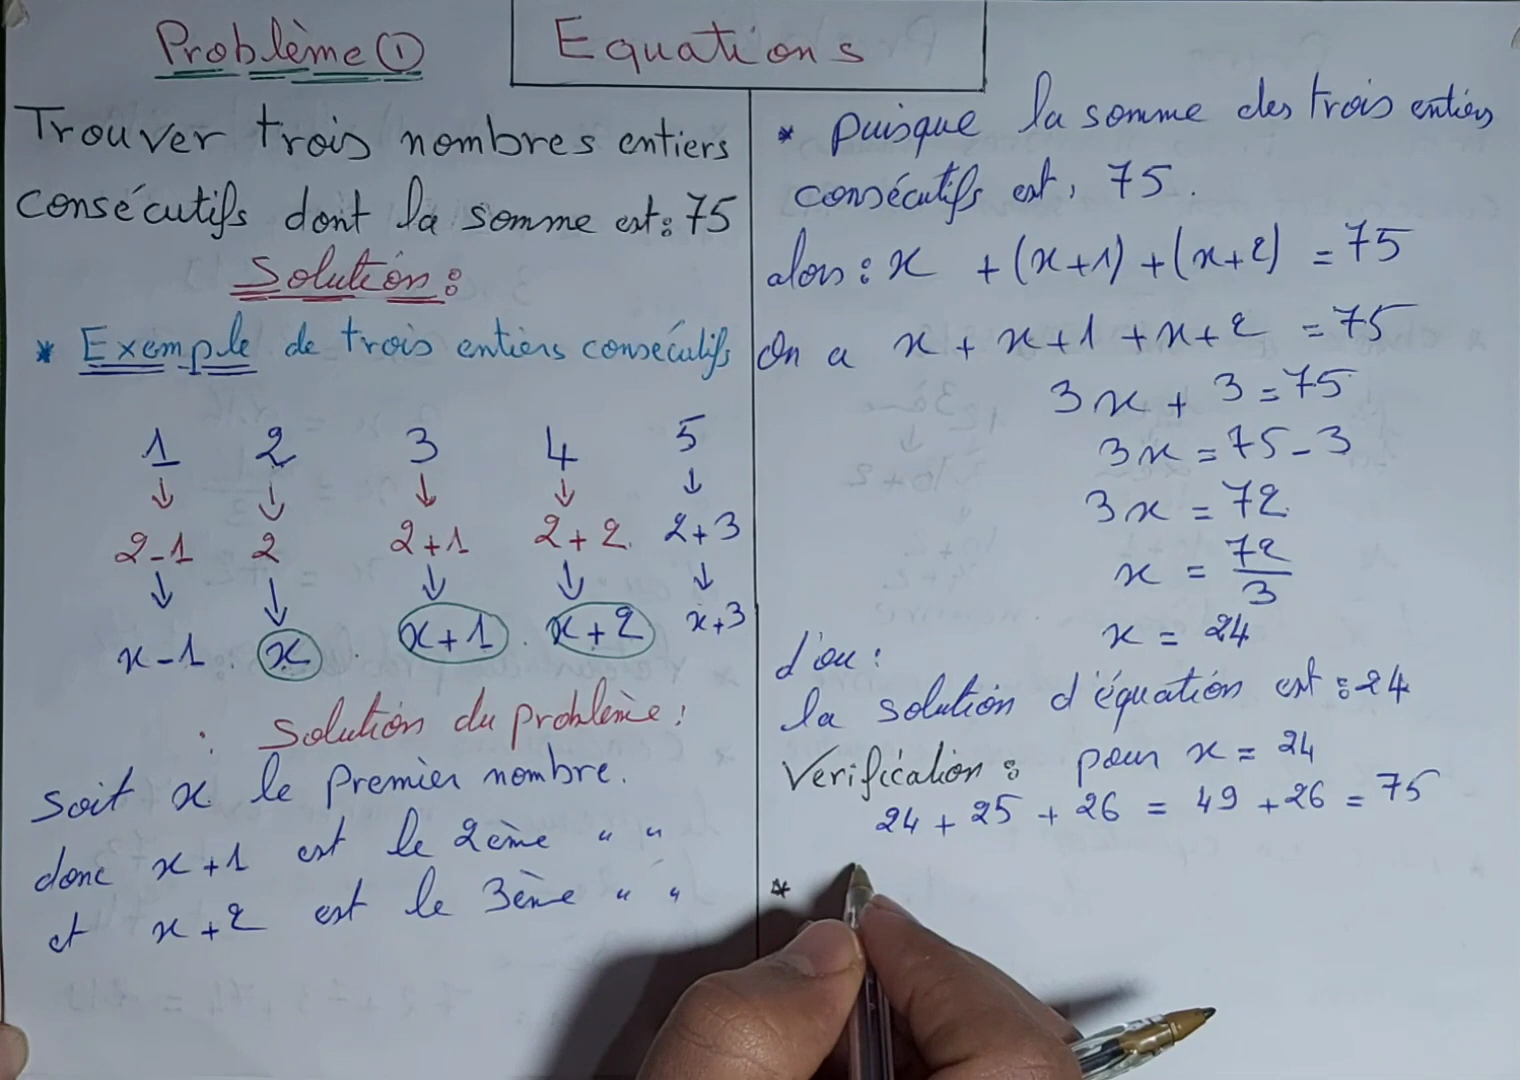 Problème ①
Equations
Trouver trois nombres entiers
consécutifs dont la somme est : 75
Solution :
* Exemple de trois entiers consécutifs
1 2 3 4 5
↓ ↓ ↓ ↓ ↓
2-1 2 2+1 2+2 2+3
↓ ↓ ↓ ↓ ↓
x-1 . x . x+1 . x+2 x+3
: Solution du problème :
soit x le premier nombre.
donc x+1 est le 2ème " "
et x+2 est le 3ème " "
* Puisque la somme des trois entiers
consécutifs est, 75.
alors : x + (x+1) + (x+2) = 75
On a x + x+1 + x+2 = 75
3x + 3 = 75
3x = 75 - 3
3x = 72
x = 72/3
x = 24
d'ou :
la solution d'équation est : 24
Verification : pour x = 24
24 + 25 + 26 = 49 + 26 = 75
*